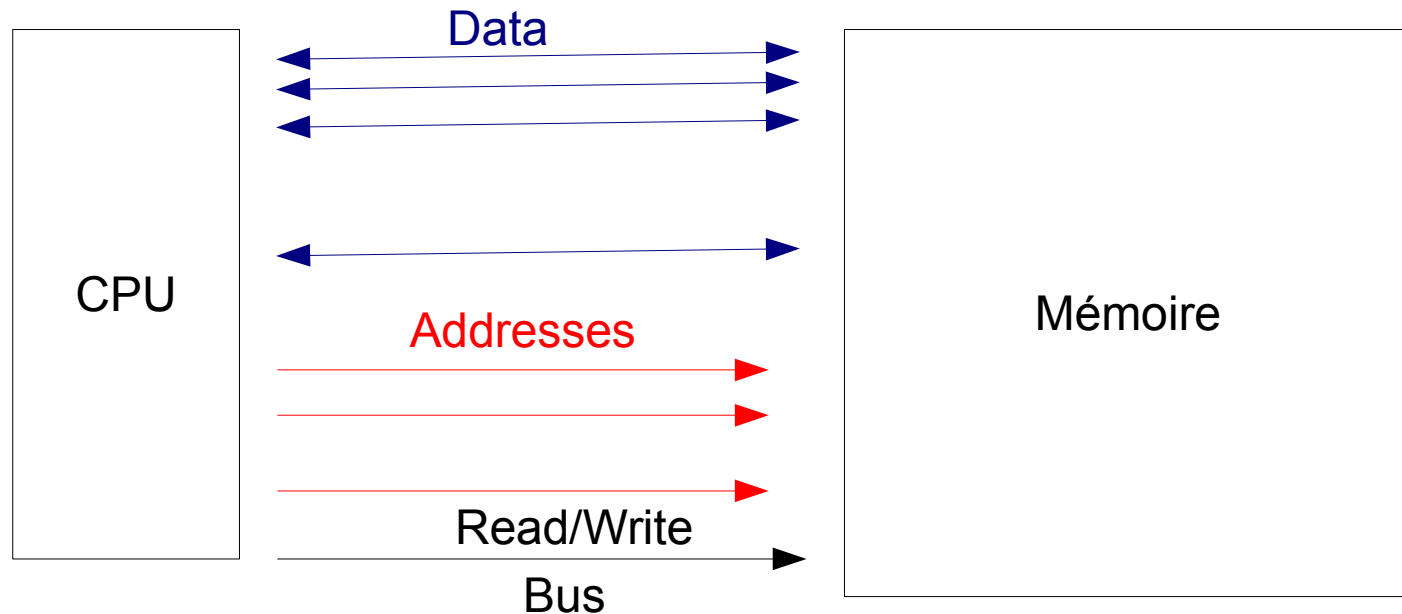 Data
CPU
Mémoire
Addresses
Read/Write
Bus